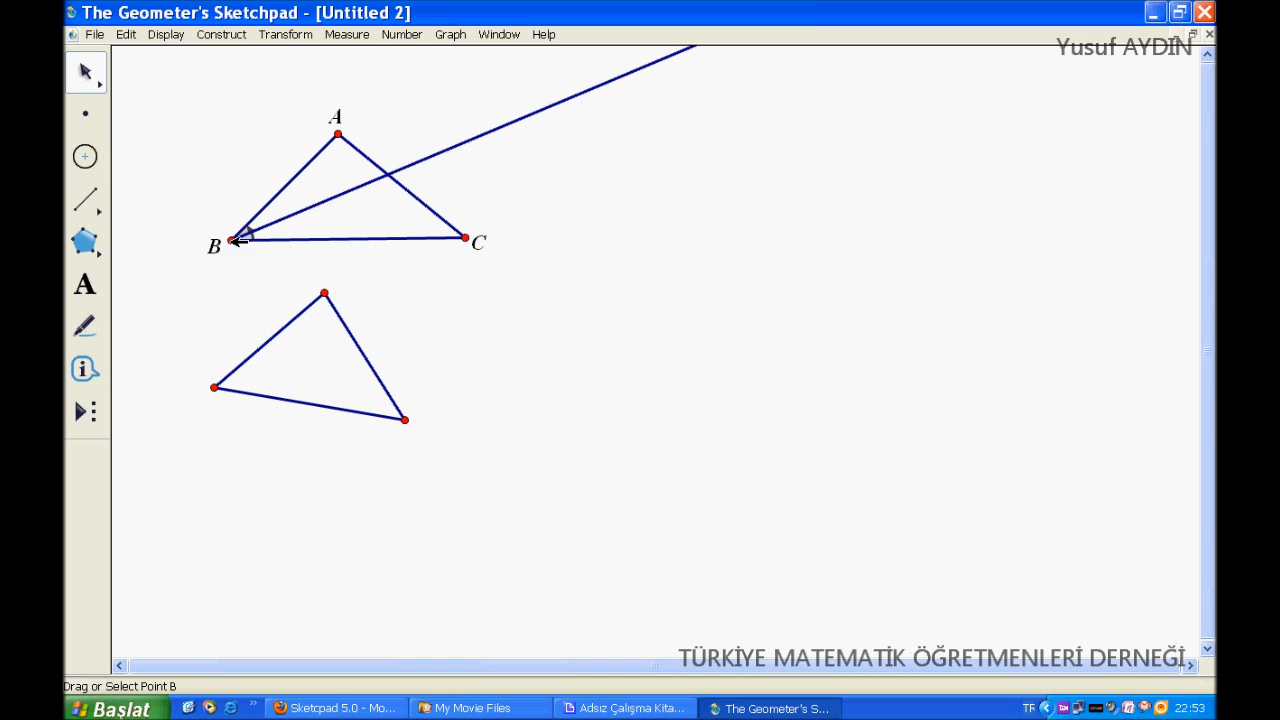 The Geometer's Sketchpad - [Untitled 2]
File Edit Display Construct Transform Measure Number Graph Window Help
Yusuf AYDIN
A
B
C
A
TÜRKİYE MATEMATİK ÖĞRETMENLERİ DERNEĞİ
Drag or Select Point B
Başlat
Sketcpad 5.0 - Mo...
My Movie Files
Adsız Çalışma Kita...
The Geometer's S...
TR
22:53